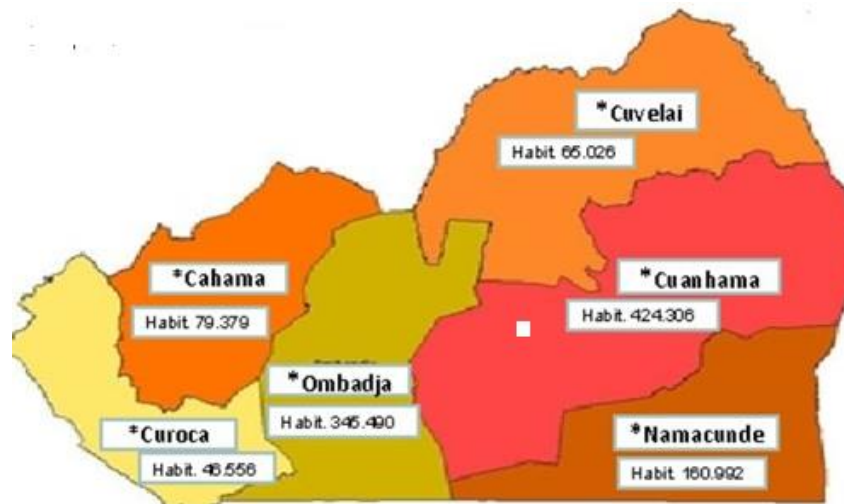 *Cuvelai
Habit. 65.026
*Cahama
Habit. 79.379
*Cuanhama
Habit. 424.306
*Ombadja
Habit. 345.490
*Curoca
Habit. 46.556
*Namacunde
Habit 160.992